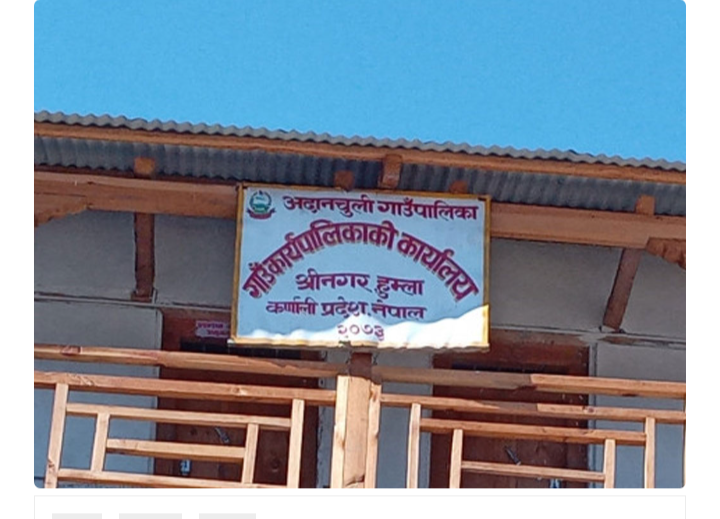 अदानचुली गाउँपालिका
गाउँकार्यपालिकाको कार्यालय
श्रीनगर, हुम्ला
कर्णाली प्रदेश, नेपाल
२०७३